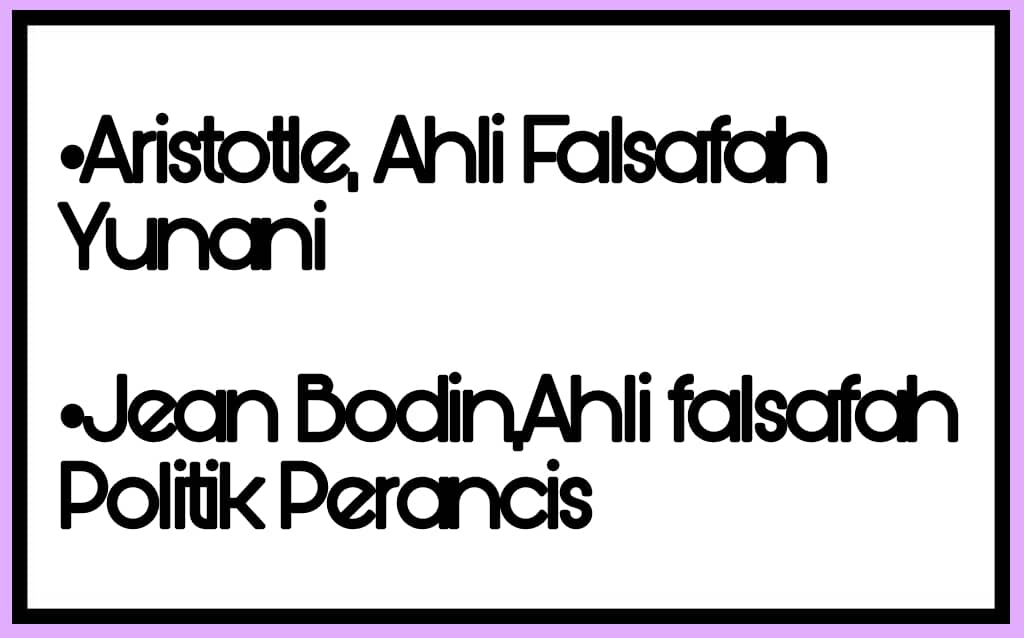 •Aristotle, Ahli Falsafah
Yunani
•Jean Bodin,Ahli falsafah
Politik Perancis